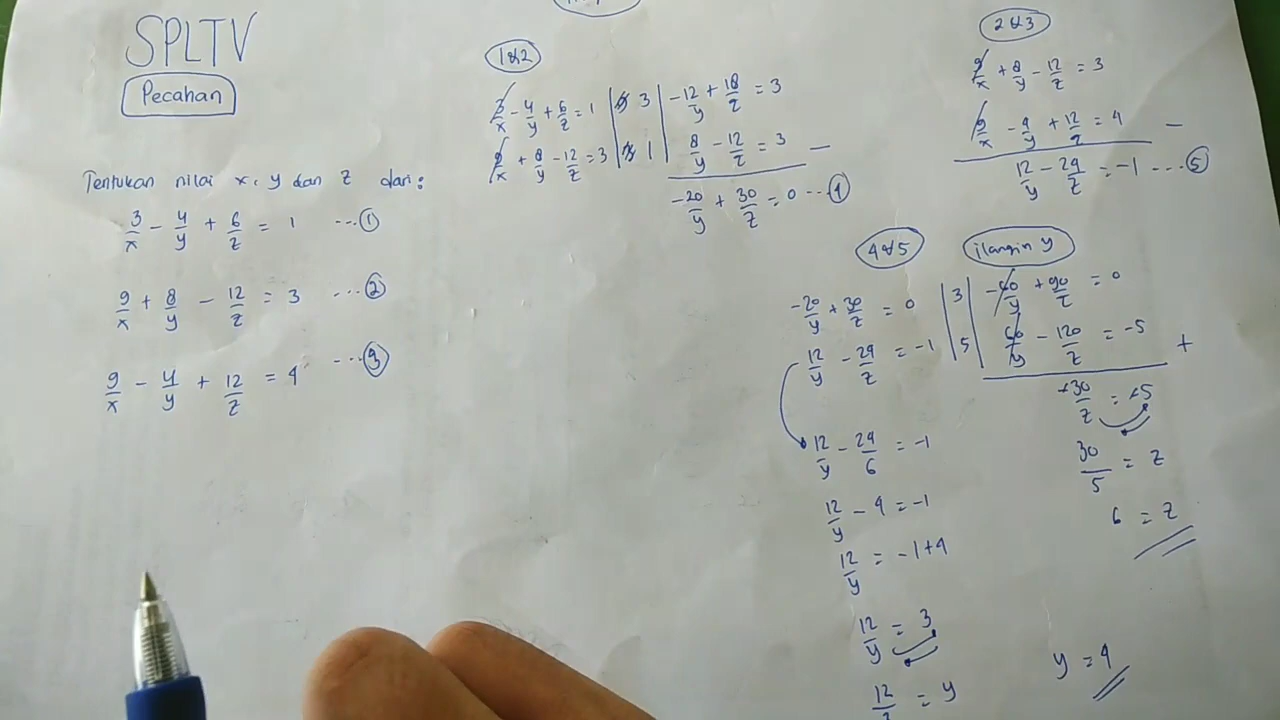 SPLTV
Pecahan
Tentukan nilai x, y dan z dari:
3/x - 4/y + 6/z = 1 ...①
9/x + 8/y - 12/z = 3 ...②
9/x - 4/y + 12/z = 4 ...③
1&2
3/x - 4/y + 6/z = 1 | 3 | -12/y + 18/z = 3
9/x + 8/y - 12/z = 3 | 1 | 8/y - 12/z = 3 -
-20/y + 30/z = 0 ...④
2&3
9/x + 8/y - 12/z = 3
9/x - 4/y + 12/z = 4 -
12/y - 24/z = -1 ...⑤
4&5
ilangin y
-20/y + 30/z = 0 | 3 | -60/y + 90/z = 0
12/y - 24/z = -1 | 5 | 60/y - 120/z = -5 +
-30/z = -5
30/5 = z
6 = z
12/y - 24/6 = -1
12/y - 4 = -1
12/y = -1+4
12/y = 3
12/3 = y
y = 4